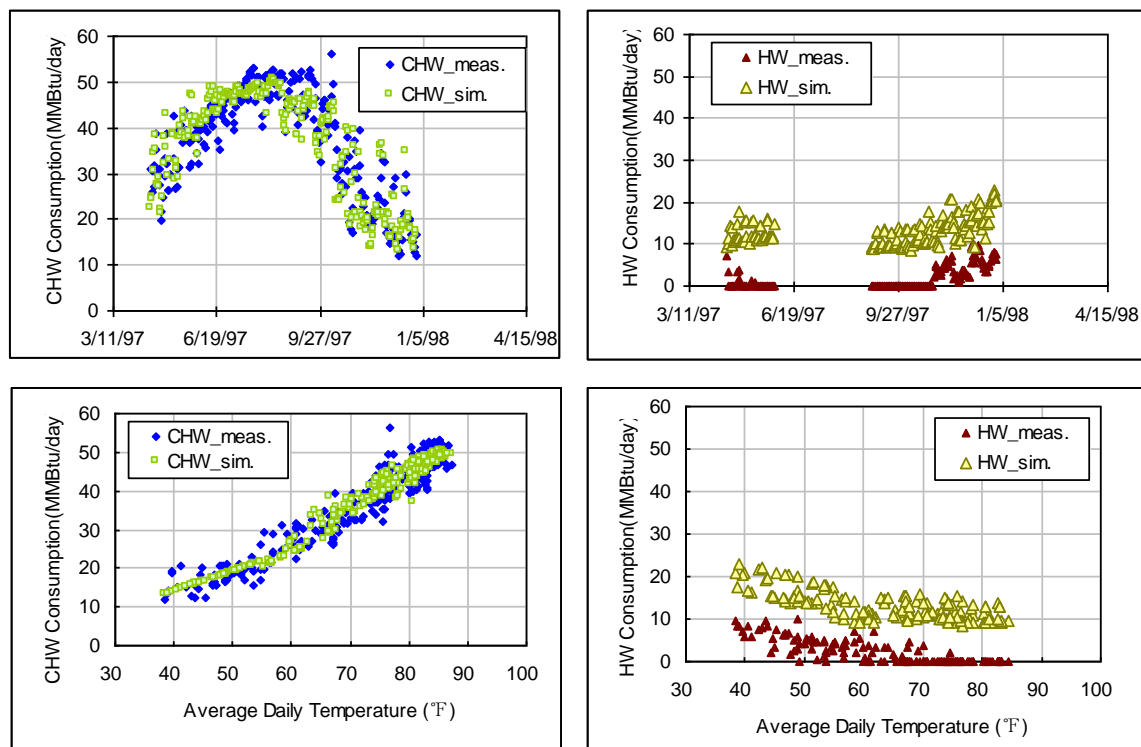 CHW Consumption(MMBtu/day
60
50
40
30
20
10
0
CHW_meas.
CHW_sim.
3/11/97 6/19/97 9/27/97 1/5/98 4/15/98
HW Consumption(MMBtu/day)
60
50
40
30
20
10
0
HW_meas.
HW_sim.
3/11/97 6/19/97 9/27/97 1/5/98 4/15/98
CHW Consumption(MMBtu/day
60
50
40
30
20
10
0
CHW_meas.
CHW_sim.
30 40 50 60 70 80 90 100
Average Daily Temperature (℉)
HW Consumption(MMBtu/day)
60
50
40
30
20
10
0
HW_meas.
HW_sim.
30 40 50 60 70 80 90 100
Average Daily Temperature (℉)